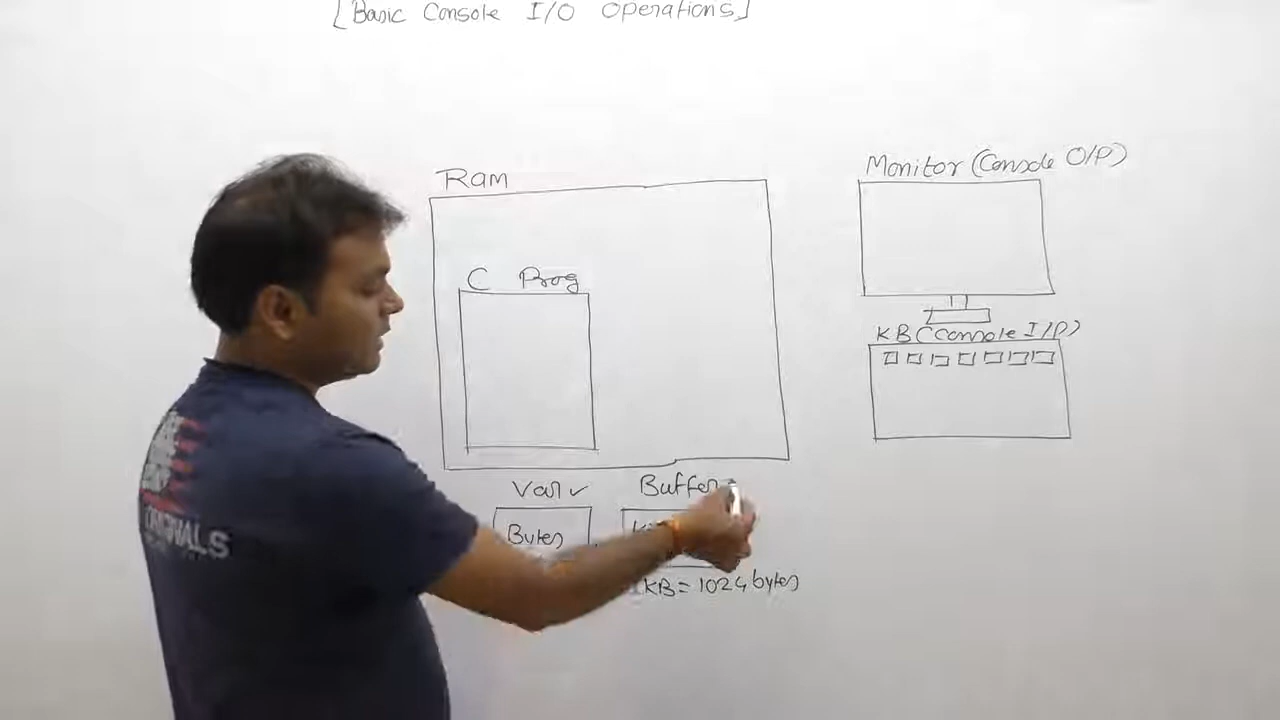 [Basic Console I/O Operations]
Ram
C Prog
Monitor (Console O/P)
KB (Console I/P)
Var ✓
Buffer
Bytes
KB = 1024 bytes